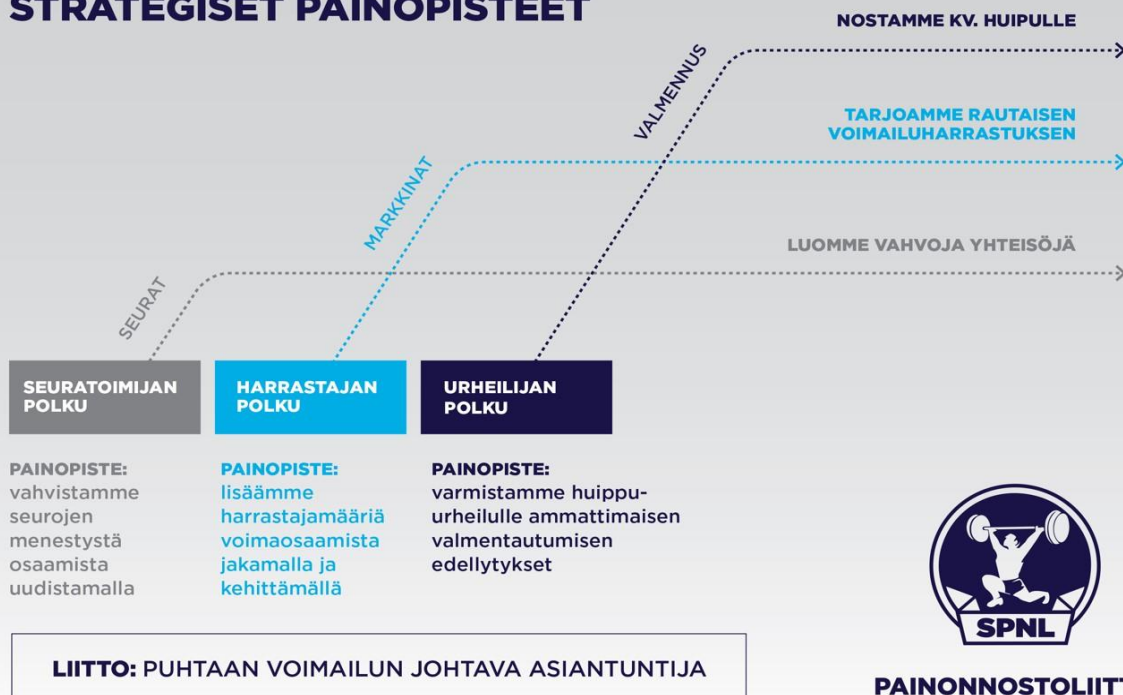 STRATEGISET PAINOPISTEET
NOSTAMME KV. HUIPULLE
VALMENNUS
TARJOAMME RAUTAISEN
VOIMAILUHARRASTUKSEN
MARKKINAT
LUOMME VAHVOJA YHTEISÖJÄ
SEURAT
SEURATOIMIJAN
POLKU
HARRASTAJAN
POLKU
URHEILIJAN
POLKU
PAINOPISTE:
vahvistamme
seurojen
menestystä
osaamista
uudistamalla
PAINOPISTE:
lisäämme
harrastajamääriä
voimaosaamista
jakamalla ja
kehittämällä
PAINOPISTE:
varmistamme huippu-
urheilulle ammattimaisen
valmentautumisen
edellytykset
SPNL
LIITTO: PUHTAAN VOIMAILUN JOHTAVA ASIANTUNTIJA
PAINONNOSTOLIITT